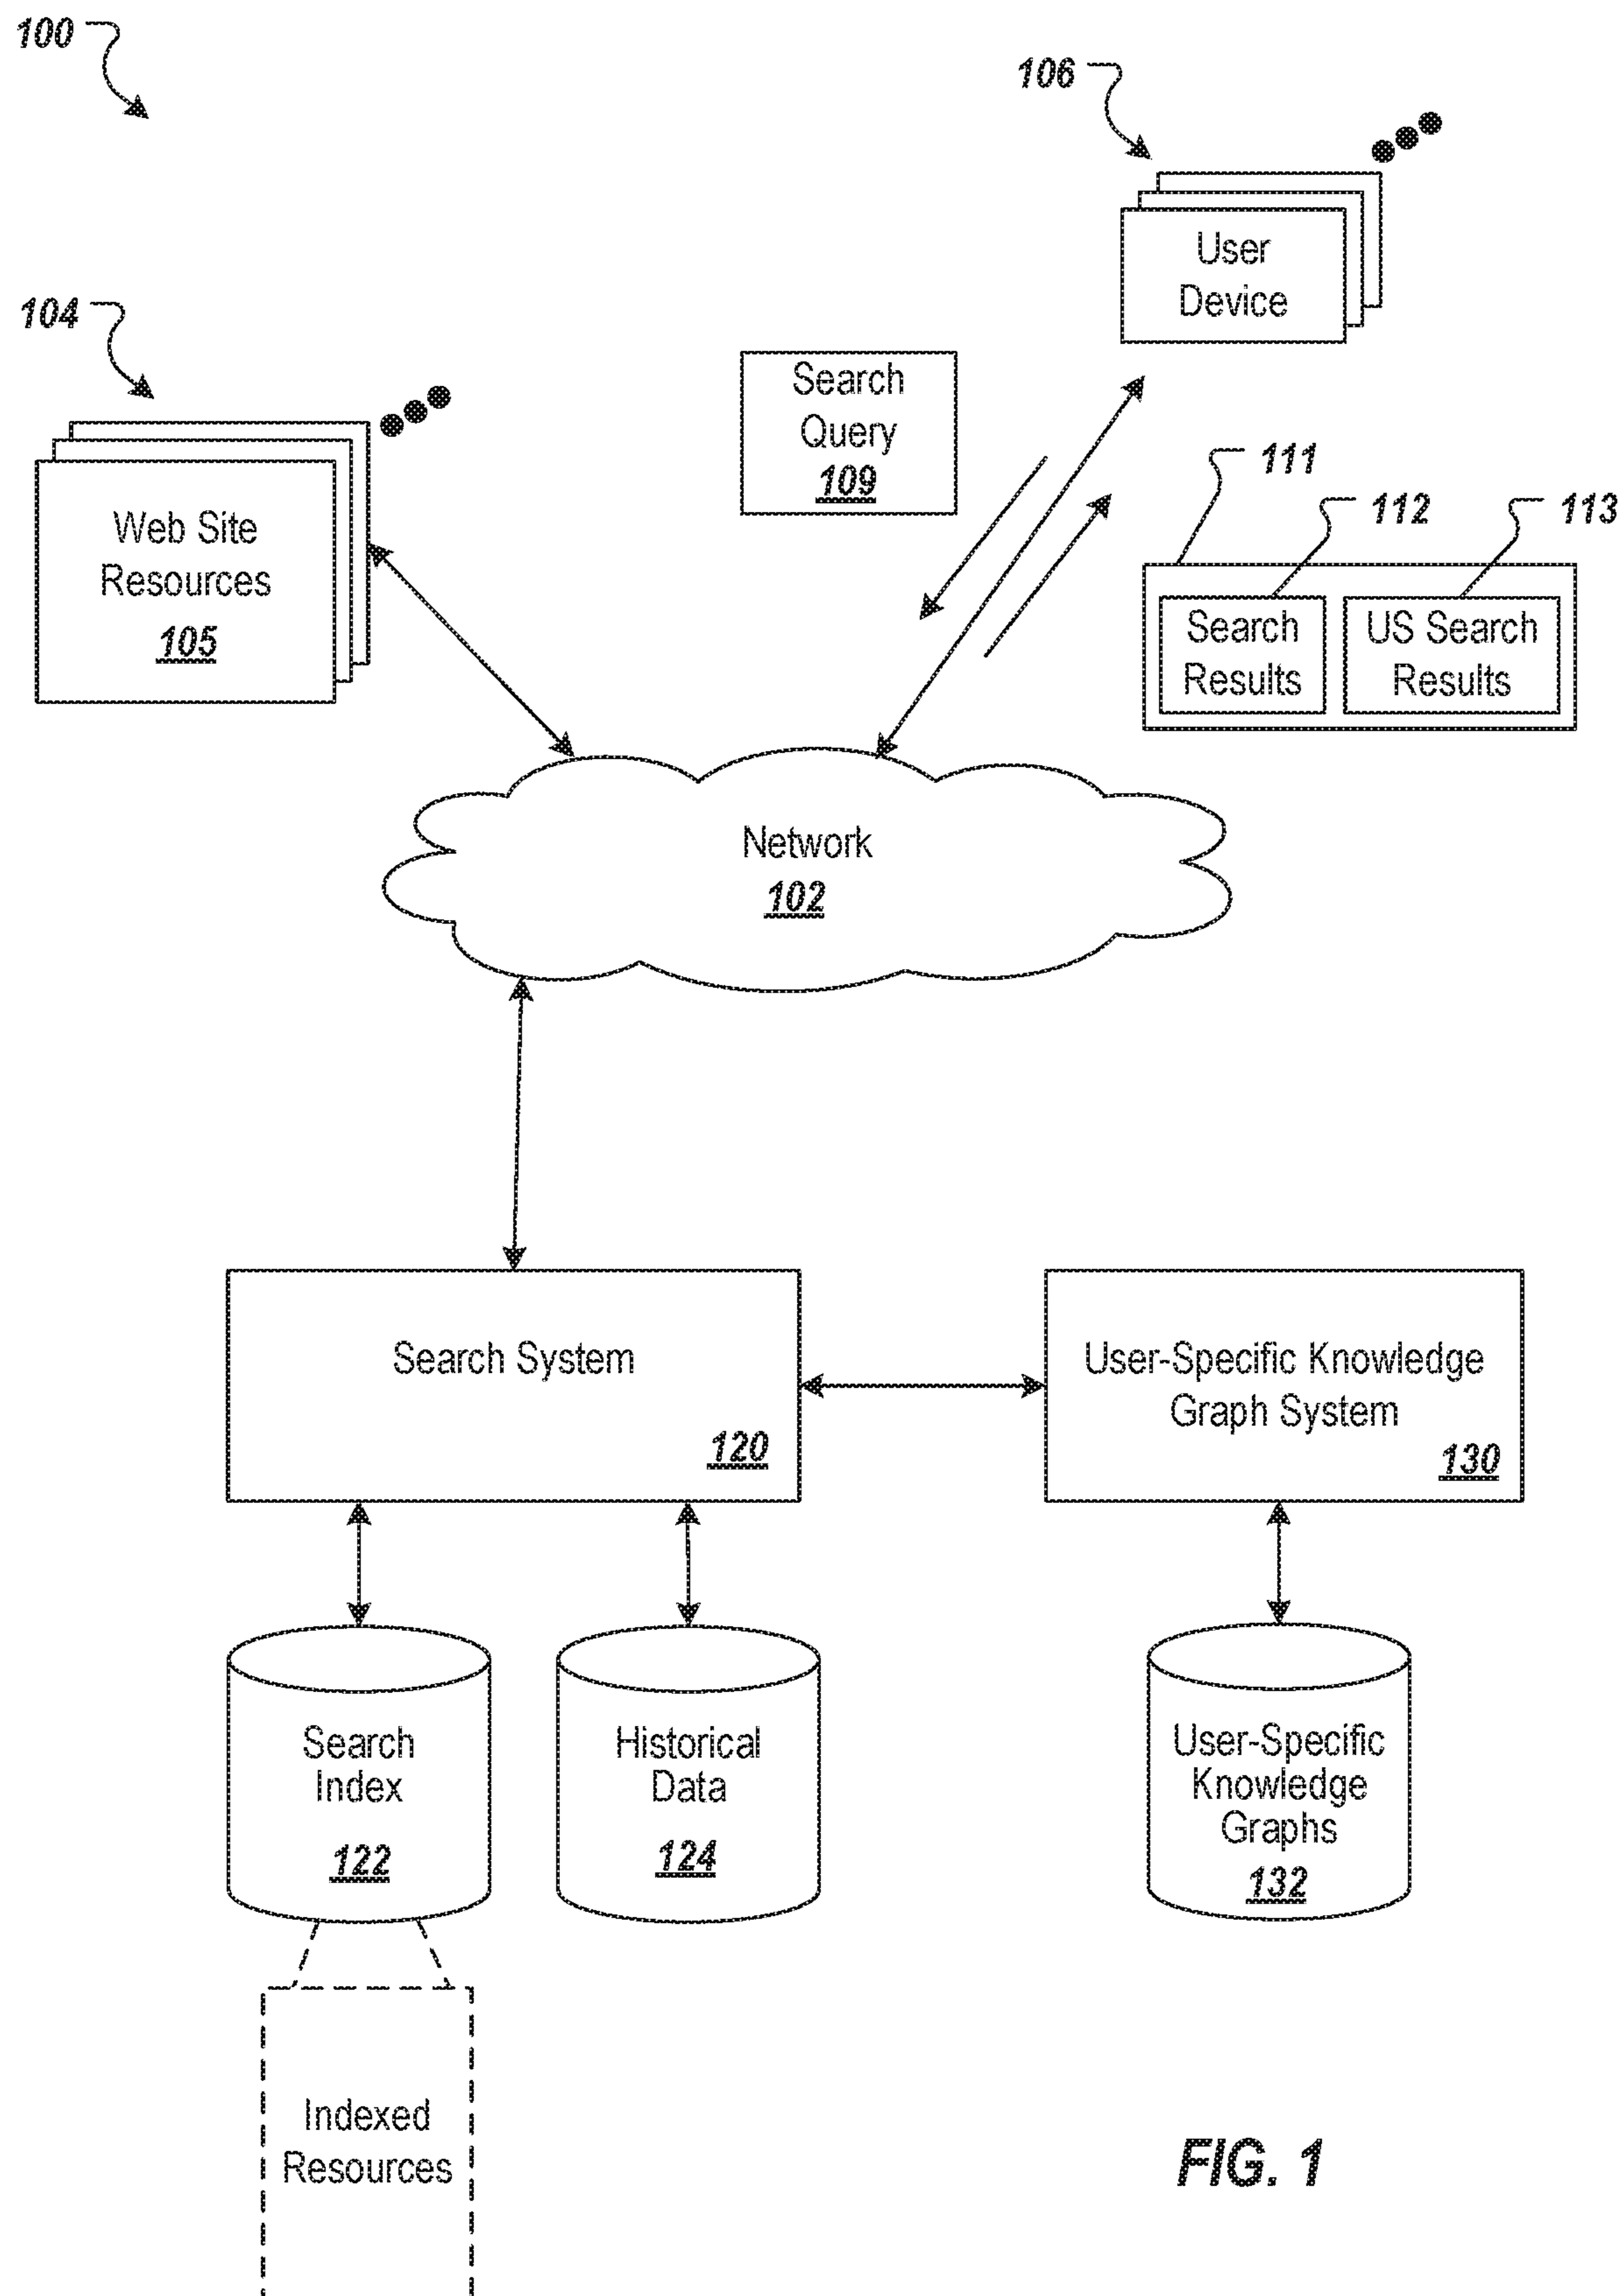 100
106
User
Device
104
Search
Query
109
111
112
113
Web Site
Resources
105
Search
Results
US Search
Results
Network
102
Search System
120
User-Specific Knowledge
Graph System
130
Search
Index
122
Historical
Data
124
User-Specific
Knowledge
Graphs
132
Indexed
Resources
FIG. 1